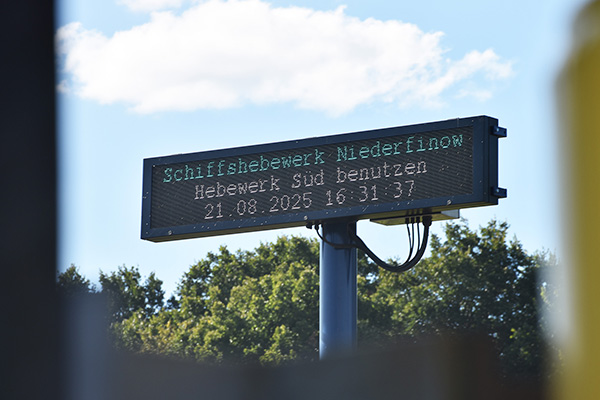 Schiffshebewerk Niederfinow
Hebewerk Süd benutzen
21.08.2025 16:31:37